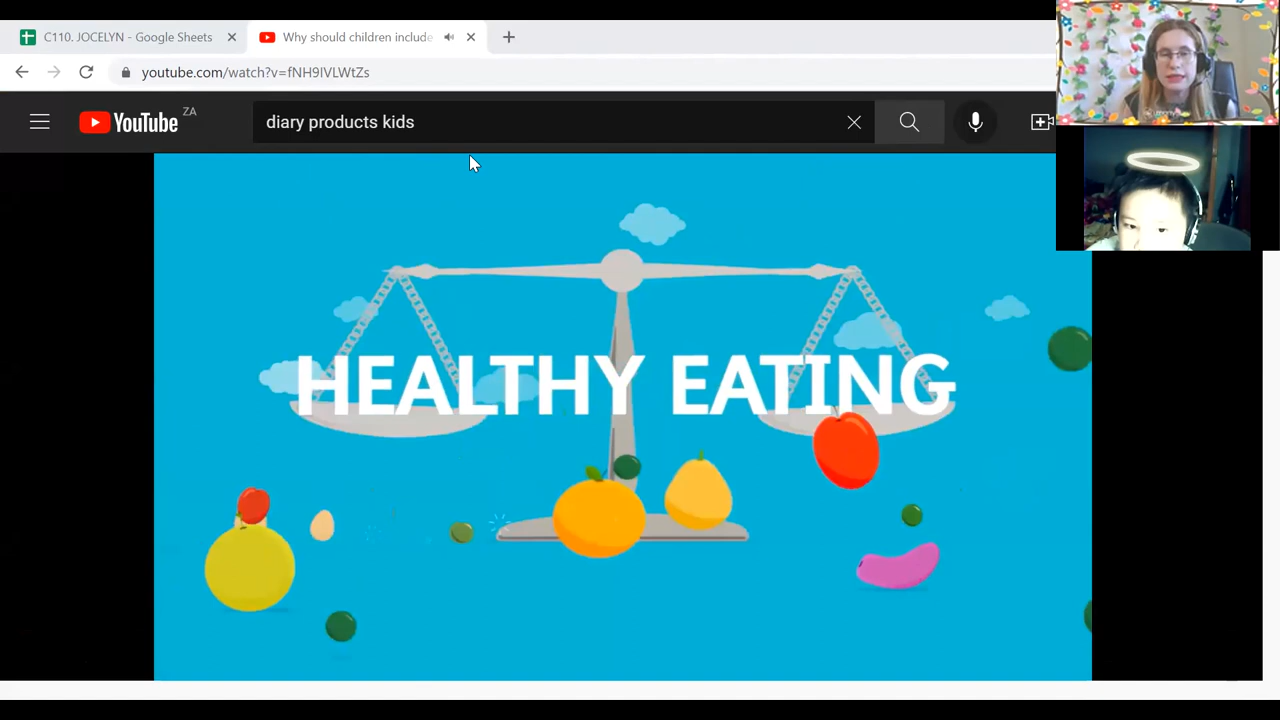 C110. JOCELYN - Google Sheets
Why should children include
youtube.com/watch?v=fNH9IVLWtZs
YouTube ZA
diary products kids
HEALTHY EATING